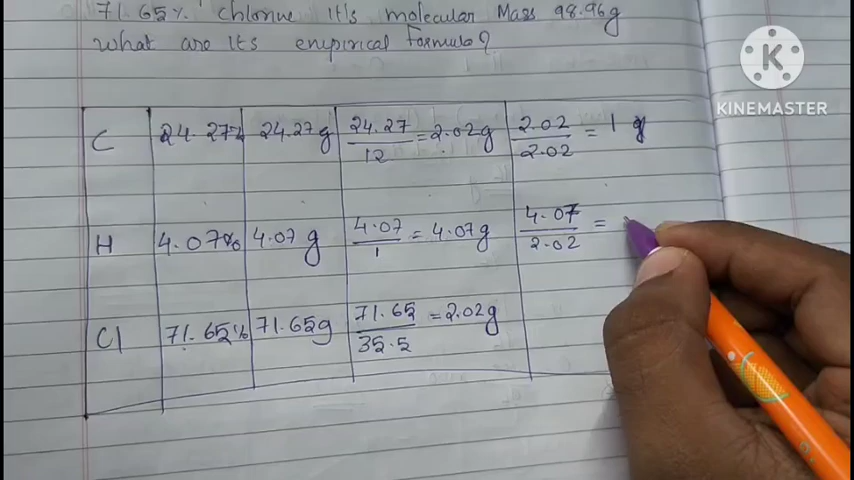 71.65% chlorine it's molecular Mass 98.96g
what are its empirical Formula?
K
KINEMASTER
C 24.27% 24.27g 24.27/12 = 2.02g 2.02/2.02 = 1 g
H 4.07% 4.07 g 4.07/1 = 4.07g 4.07/2.02 =
Cl 71.65% 71.65g 71.65/35.5 = 2.02g